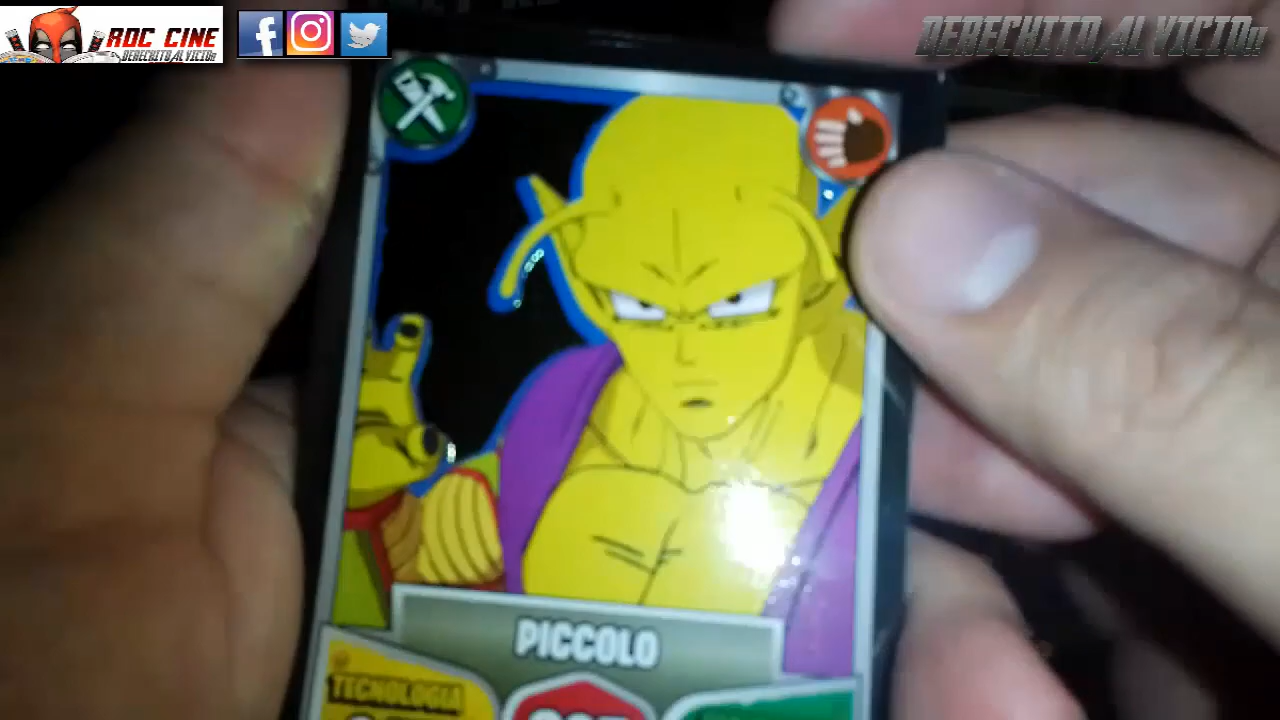 ROC CINE
DERECHITO AL VICIO!!
DERECHITO AL VICIO!!
PICCOLO
TECNOLOGIA